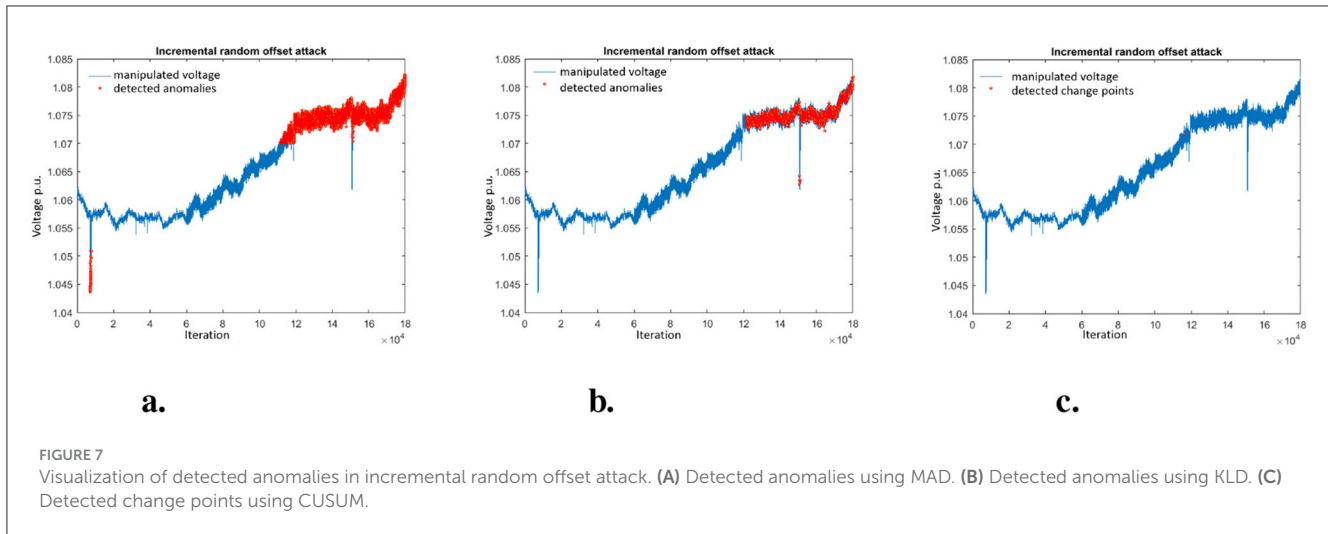 Incremental random offset attack
1.085
1.08
1.075
1.07
1.065
1.06
1.055
1.05
1.045
1.04
Voltage p.u.
manipulated voltage
detected anomalies
0 2 4 6 8 10 12 14 16 18
Iteration
×10⁴
a.
Incremental random offset attack
1.085
1.08
1.075
1.07
1.065
1.06
1.055
1.05
1.045
1.04
Voltage p.u.
manipulated voltage
detected anomalies
0 2 4 6 8 10 12 14 16 18
Iteration
×10⁴
b.
Incremental random offset attack
1.085
1.08
1.075
1.07
1.065
1.06
1.055
1.05
1.045
1.04
Voltage p.u.
manipulated voltage
detected change points
0 2 4 6 8 10 12 14 16 18
Iteration
×10⁴
c.
FIGURE 7
Visualization of detected anomalies in incremental random offset attack. (A) Detected anomalies using MAD. (B) Detected anomalies using KLD. (C)
Detected change points using CUSUM.